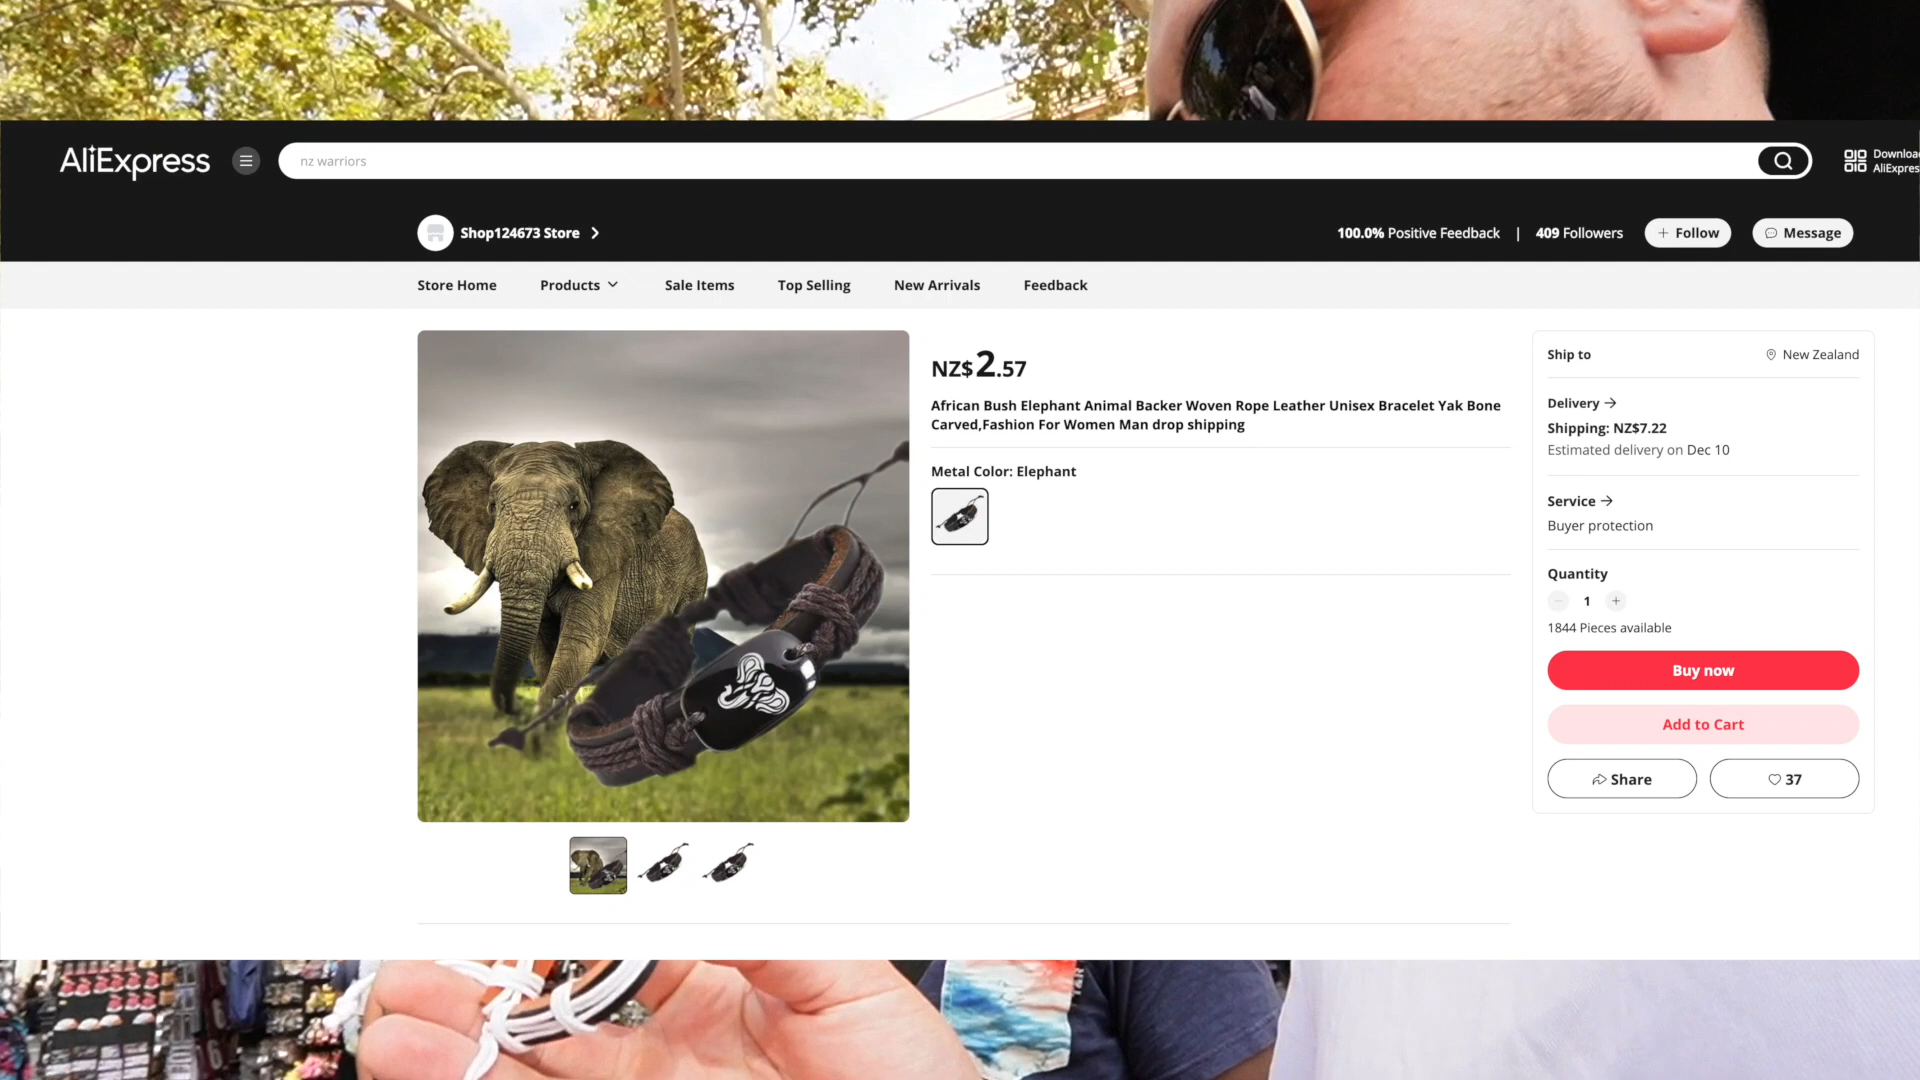 AliExpress
nz warriors
Downloa
AliExpres
Shop124673 Store
100.0% Positive Feedback | 409 Followers
+ Follow
Message
Store Home
Products
Sale Items
Top Selling
New Arrivals
Feedback
NZ$2.57
African Bush Elephant Animal Backer Woven Rope Leather Unisex Bracelet Yak Bone
Carved,Fashion For Women Man drop shipping
Metal Color: Elephant
Ship to
New Zealand
Delivery
Shipping: NZ$7.22
Estimated delivery on Dec 10
Service
Buyer protection
Quantity
1
1844 Pieces available
Buy now
Add to Cart
Share
37